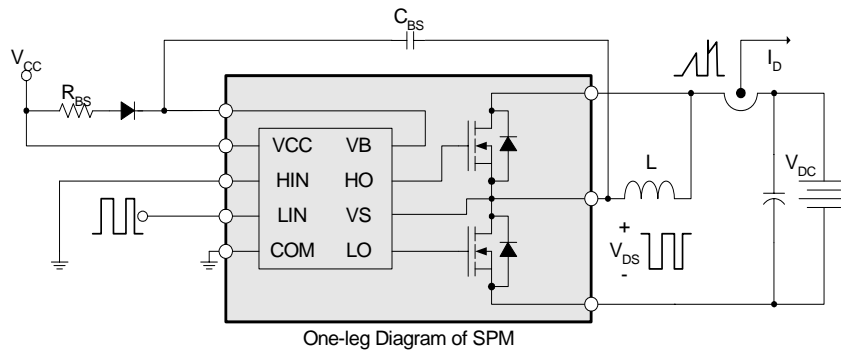 C_BS
V_CC
R_BS
I_D
VCC VB
HIN HO
LIN VS
COM LO
L
V_DC
+
V_DS
-
One-leg Diagram of SPM